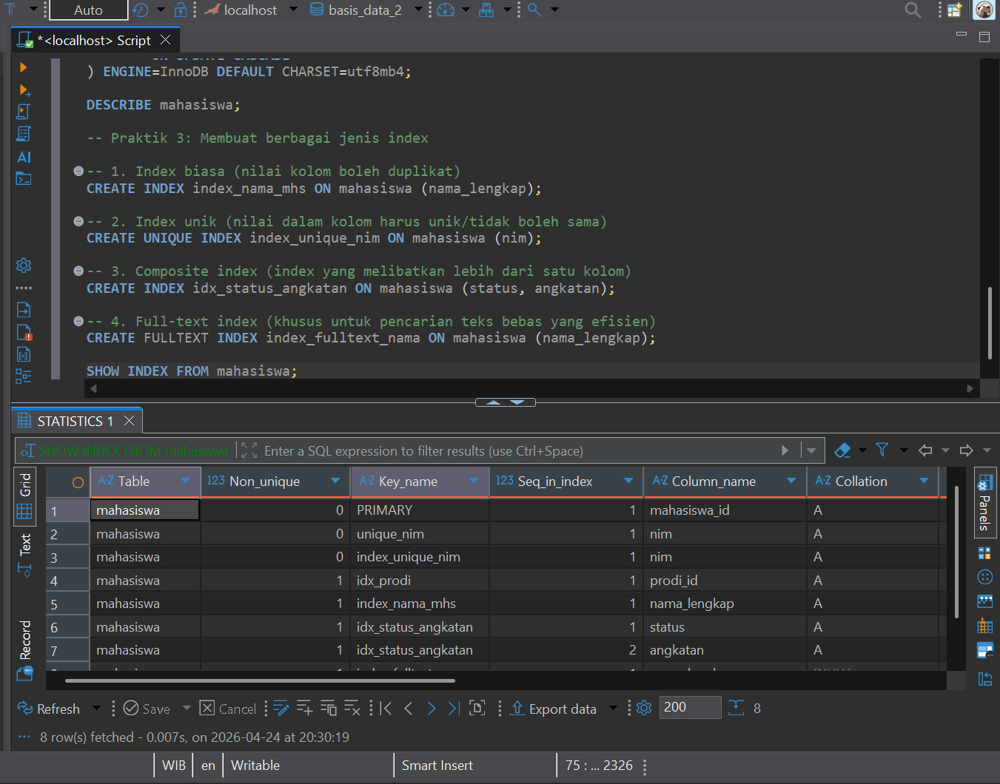 Auto
localhost
basis_data_2
*<localhost> Script
) ENGINE=InnoDB DEFAULT CHARSET=utf8mb4;
DESCRIBE mahasiswa;
-- Praktik 3: Membuat berbagai jenis index
-- 1. Index biasa (nilai kolom boleh duplikat)
CREATE INDEX index_nama_mhs ON mahasiswa (nama_lengkap);
-- 2. Index unik (nilai dalam kolom harus unik/tidak boleh sama)
CREATE UNIQUE INDEX index_unique_nim ON mahasiswa (nim);
-- 3. Composite index (index yang melibatkan lebih dari satu kolom)
CREATE INDEX idx_status_angkatan ON mahasiswa (status, angkatan);
-- 4. Full-text index (khusus untuk pencarian teks bebas yang efisien)
CREATE FULLTEXT INDEX index_fulltext_nama ON mahasiswa (nama_lengkap);
SHOW INDEX FROM mahasiswa;
AI
STATISTICS 1
SHOW INDEX FROM mahasiswa
Enter a SQL expression to filter results (use Ctrl+Space)
Grid
Text
Record
Panels
A-Z Table 123 Non_unique A-Z Key_name 123 Seq_in_index A-Z Column_name A-Z Collation
1 mahasiswa 0 PRIMARY 1 mahasiswa_id A
2 mahasiswa 0 unique_nim 1 nim A
3 mahasiswa 0 index_unique_nim 1 nim A
4 mahasiswa 1 idx_prodi 1 prodi_id A
5 mahasiswa 1 index_nama_mhs 1 nama_lengkap A
6 mahasiswa 1 idx_status_angkatan 1 status A
7 mahasiswa 1 idx_status_angkatan 2 angkatan A
Refresh Save Cancel Export data 200 8
8 row(s) fetched - 0.007s, on 2026-04-24 at 20:30:19
WIB en Writable Smart Insert 75 : ... 2326